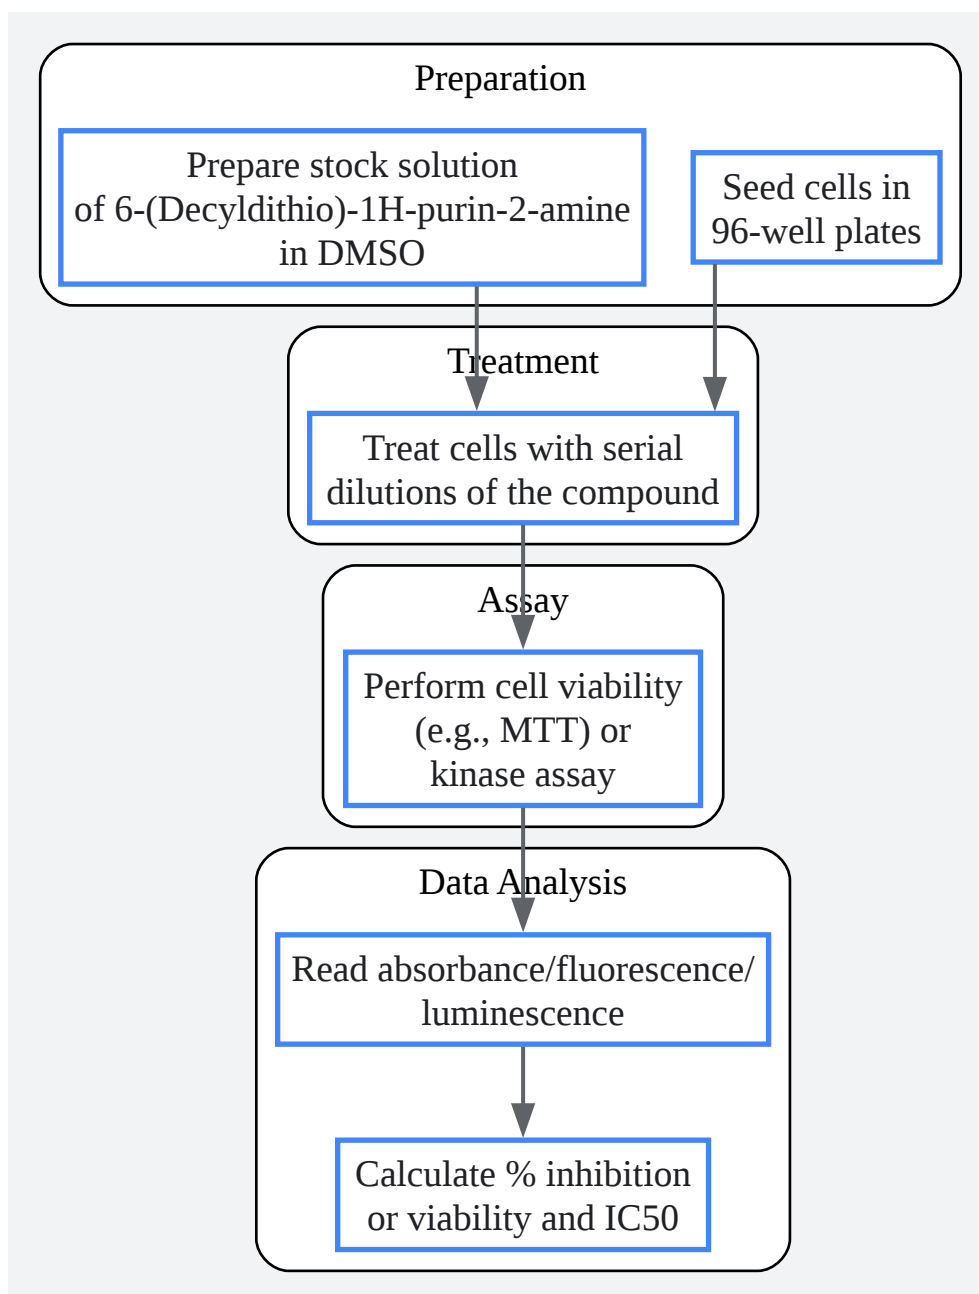 Preparation
Prepare stock solution
of 6-(Decyldithio)-1H-purin-2-amine
in DMSO
Seed cells in
96-well plates
Treatment
Treat cells with serial
dilutions of the compound
Assay
Perform cell viability
(e.g., MTT) or
kinase assay
Data Analysis
Read absorbance/fluorescence/
luminescence
Calculate % inhibition
or viability and IC50